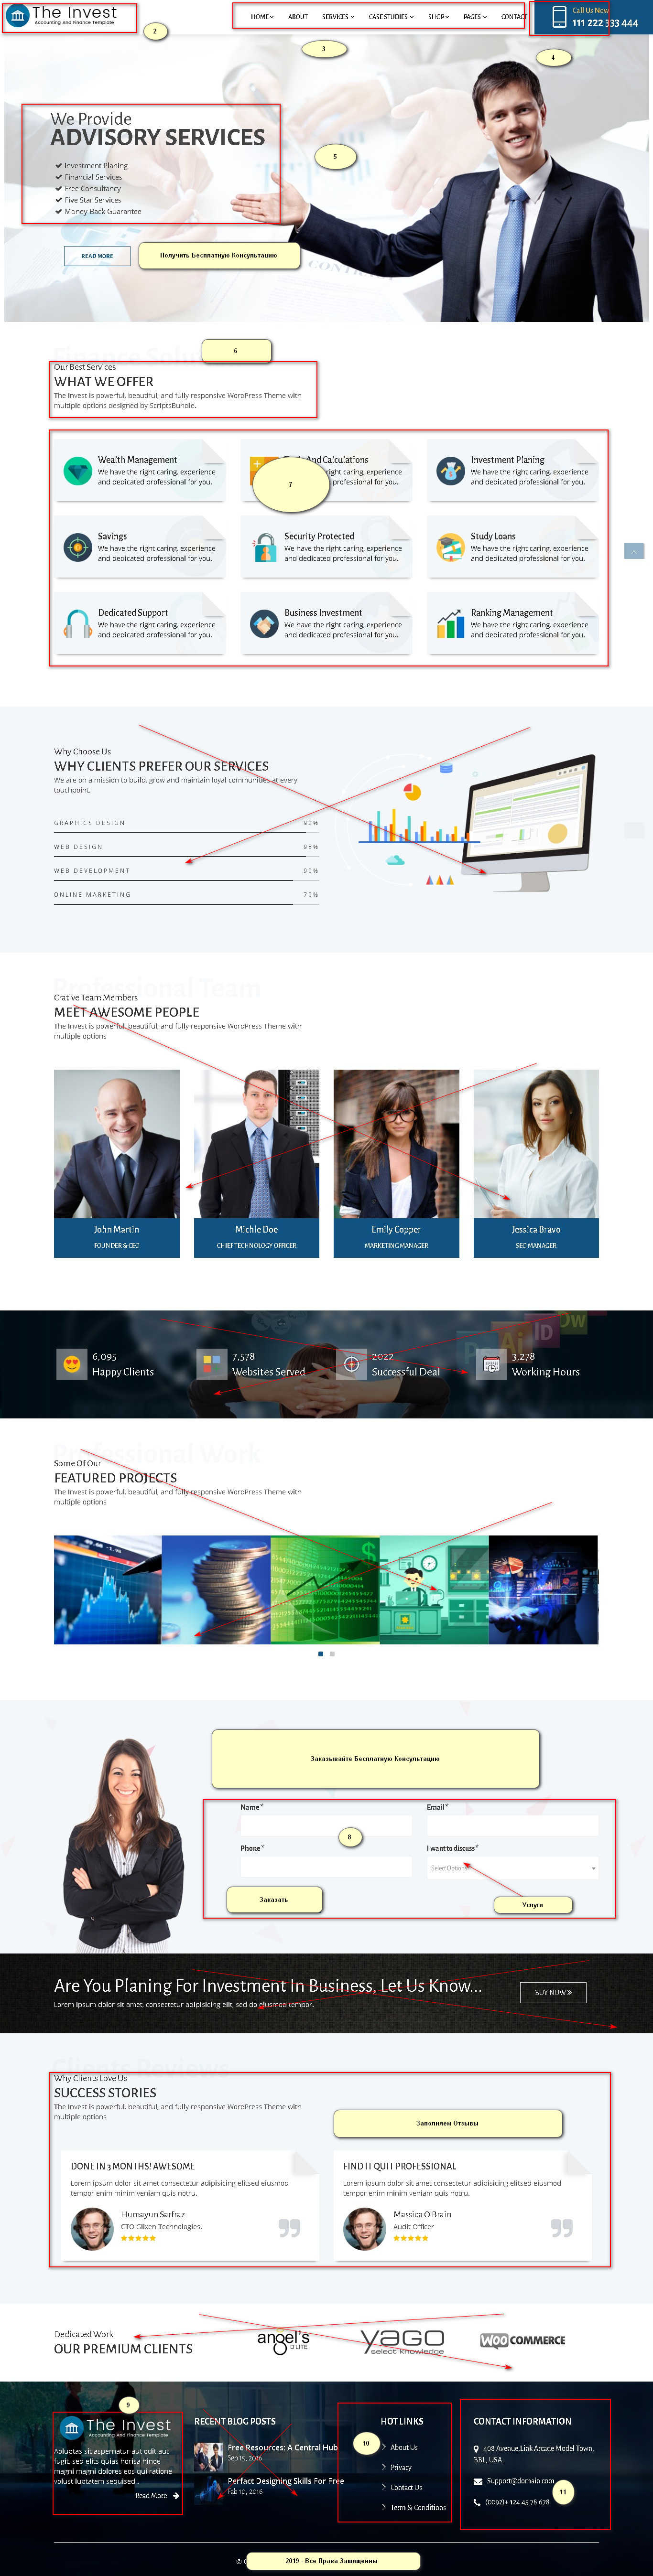 The Invest
Accounting And Finance Template
HOME ABOUT SERVICES CASE STUDIES SHOP PAGES CONTACT
Call Us Now
111 222 333 444
2
3
4
We Provide
ADVISORY SERVICES
5
Investment Planing
Financial Services
Free Consultancy
Five Star Services
Money Back Guarantee
READ MORE
Получить Бесплатную Консультацию
6
Our Best Services
WHAT WE OFFER
The Invest is powerful, beautiful, and fully responsive WordPress Theme with
multiple options designed by ScriptsBundle.
Wealth Management
We have the right caring, experience
and dedicated professional for you.
And Calculations
right caring, experience
professional for you.
7
Investment Planing
We have the right caring, experience
and dedicated professional for you.
Savings
We have the right caring, experience
and dedicated professional for you.
Security Protected
We have the right caring, experience
and dedicated professional for you.
Study Loans
We have the right caring, experience
and dedicated professional for you.
Dedicated Support
We have the right caring, experience
and dedicated professional for you.
Business Investment
We have the right caring, experience
and dedicated professional for you.
Ranking Management
We have the right caring, experience
and dedicated professional for you.
Why Choose Us
WHY CLIENTS PREFER OUR SERVICES
We are on a mission to build, grow and maintain loyal communities at every
touchpoint.
GRAPHICS DESIGN 92%
WEB DESIGN 98%
WEB DEVELOPMENT 90%
ONLINE MARKETING 70%
Professional Team
Crative Team Members
MEET AWESOME PEOPLE
The Invest is powerful, beautiful, and fully responsive WordPress Theme with
multiple options
John Martin
FOUNDER & CEO
Michle Doe
CHIEF TECHNOLOGY OFFICER
Emily Copper
MARKETING MANAGER
Jessica Bravo
SEO MANAGER
6,095
Happy Clients
7,578
Websites Served
2022
Successful Deal
3,278
Working Hours
Professional Work
Some Of Our
FEATURED PROJECTS
The Invest is powerful, beautiful, and fully responsive WordPress Theme with
multiple options
Заказывайте Бесплатную Консультацию
Name *
Email *
8
Phone *
I want to discuss *
Select Option
Заказать
Услуги
Are You Planing For Investment In Business, Let Us Know...
Lorem ipsum dolor sit amet, consectetur adipisicing elit, sed do eiusmod tempor.
BUY NOW
Clients Reviews
Why Clients Love Us
SUCCESS STORIES
The Invest is powerful, beautiful, and fully responsive WordPress Theme with
multiple options
Заполняем Отзывы
DONE IN 3 MONTHS! AWESOME
Lorem ipsum dolor sit amet consectetur adipisicing elitsed eiusmod
tempor enim minim veniam quis notru.
Humayun Sarfraz
CTO Glixen Technologies.
FIND IT QUIT PROFESSIONAL
Lorem ipsum dolor sit amet consectetur adipisicing elitsed eiusmod
tempor enim minim veniam quis notru.
Massica O'Brain
Audit Officer
Dedicated Work
OUR PREMIUM CLIENTS
angel's
D'LITE
YAGO
select knowledge
WOO COMMERCE
9
The Invest
Accounting And Finance Template
Aoluptas sit aspernatur aut odit aut
fugit, sed elits quias horisa hinca
magni magni dolores eos qui ratione
volust luptatem sequised .
Read More
RECENT BLOG POSTS
Free Resources: A Central Hub
Sep 15, 2016
Perfact Designing Skills For Free
Fab 10, 2016
HOT LINKS
10
About Us
Privacy
Contact Us
Term & Conditions
CONTACT INFORMATION
408 Avenue,Link Arcade Model Town,
BBL, USA.
Support@domain.com
(0092)+ 124 45 78 678
11
2019 - Все Права Защищенны